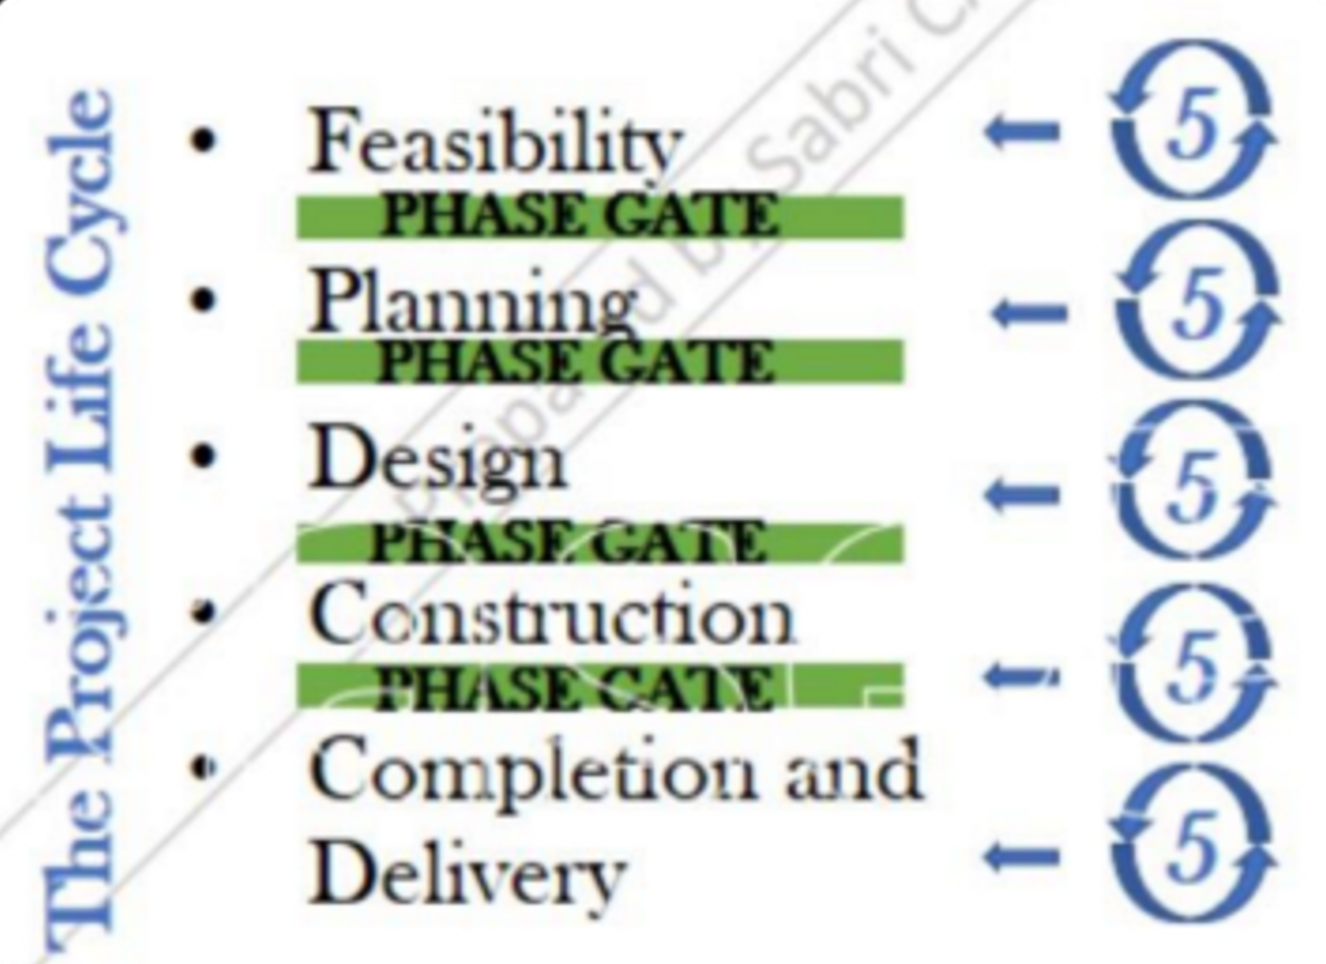 The Project Life Cycle
• Feasibility
5
PHASE GATE
• Planning
5
PHASE GATE
• Design
5
PHASE GATE
• Construction
5
PHASE GATE
• Completion and
Delivery
5
Prepared by Sabri